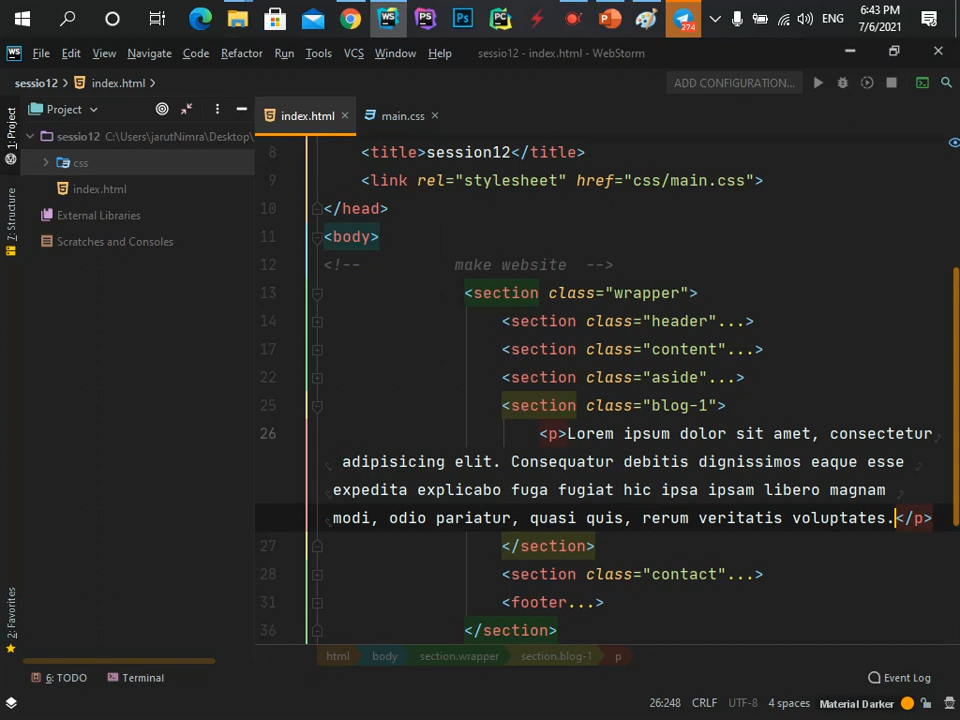 ENG
6:43 PM
7/6/2021
274
WS
PS
Ps
PC
WS File Edit View Navigate Code Refactor Run Tools VCS Window Help sessio12 - index.html - WebStorm
sessio12 index.html ADD CONFIGURATION...
Project
index.html main.css
sessio12 C:\Users\jarutNimra\Desktop\
css
index.html
External Libraries
Scratches and Consoles
1: Project
7: Structure
2: Favorites
8 <title>session12</title>
9 <link rel="stylesheet" href="css/main.css">
10 </head>
11 <body>
12 <!-- make website -->
13 <section class="wrapper">
14 <section class="header"...>
17 <section class="content"...>
22 <section class="aside"...>
25 <section class="blog-1">
26 <p>Lorem ipsum dolor sit amet, consectetur
adipisicing elit. Consequatur debitis dignissimos eaque esse
expedita explicabo fuga fugiat hic ipsa ipsam libero magnam
modi, odio pariatur, quasi quis, rerum veritatis voluptates.</p>
27 </section>
28 <section class="contact"...>
31 <footer...>
36 </section>
html body section.wrapper section.blog-1 p
6: TODO Terminal Event Log
26:248 CRLF UTF-8 4 spaces Material Darker